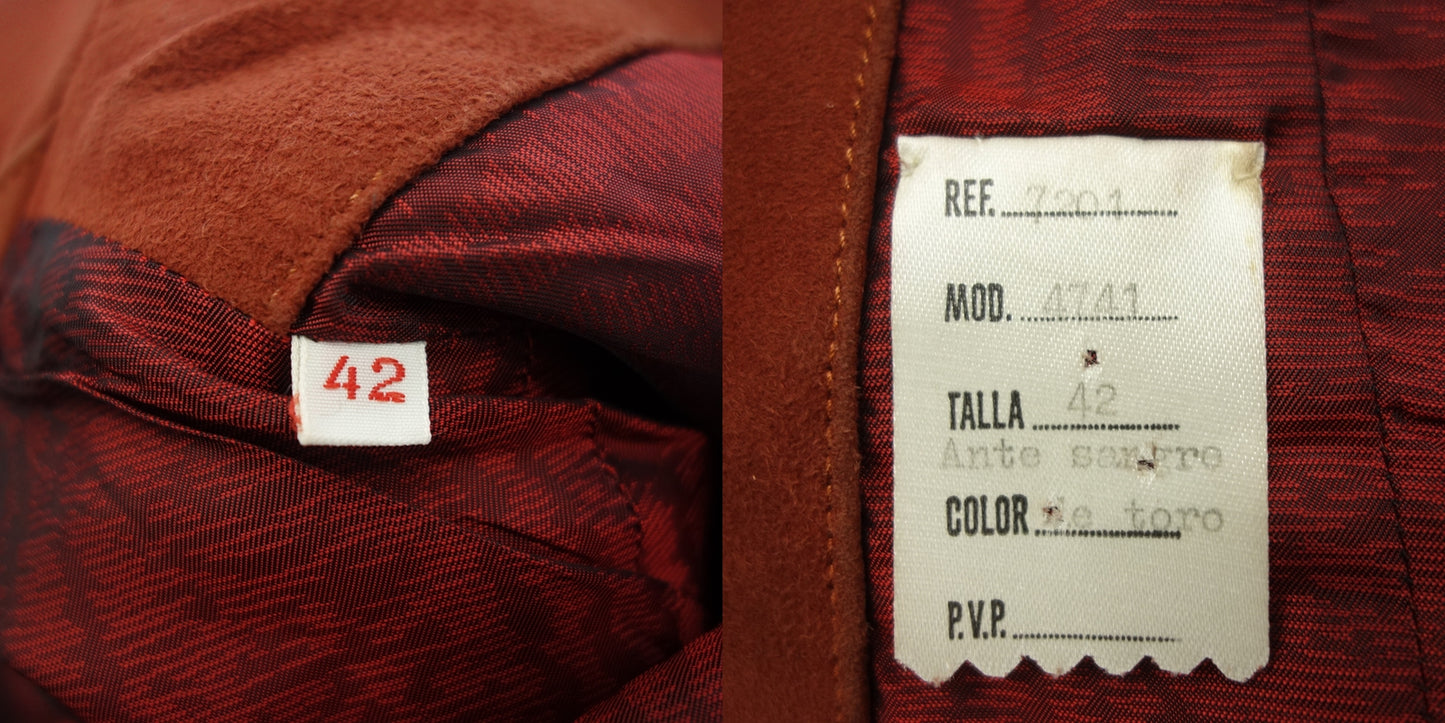 42
REF. 7201
MOD. 4741
TALLA 42
Ante sangre
COLOR de toro
P.V.P.